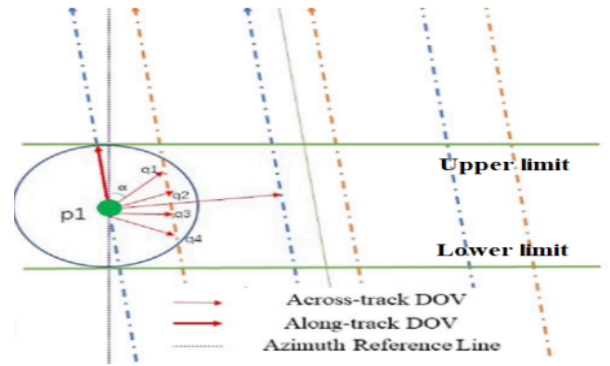 q1
α
Upper limit
q2
p1
q3
q4
Lower limit
Across-track DOV
Along-track DOV
Azimuth Reference Line